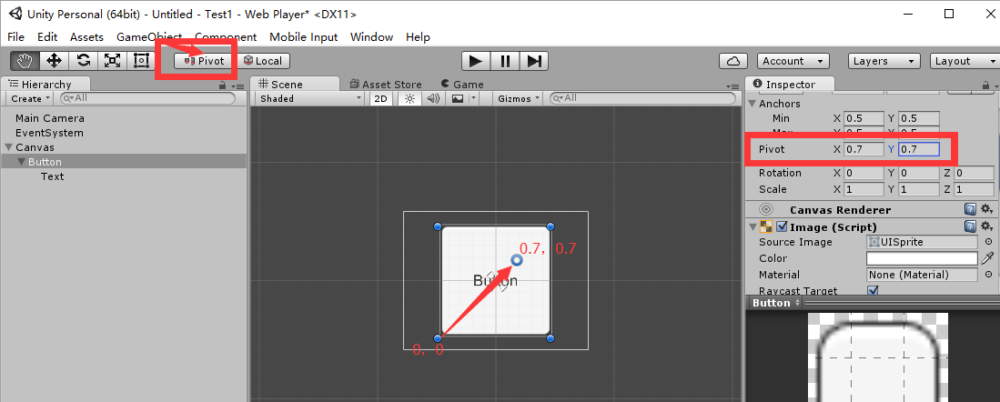 Unity Personal (64bit) - Untitled - Test1 - Web Player* <DX11>
File Edit Assets GameObject Component Mobile Input Window Help
Pivot Local Account Layers Layout
Hierarchy
Create All
Main Camera
EventSystem
Canvas
Button
Text
Scene Asset Store Game
Shaded 2D Gizmos All
0.7, 0.7
Button
0, 0
Inspector
Anchors
Min X 0.5 Y 0.5
Max X 0.5 Y 0.5
Pivot X 0.7 Y 0.7
Rotation X 0 Y 0 Z 0
Scale X 1 Y 1 Z 1
Canvas Renderer
Image (Script)
Source Image UISprite
Color
Material None (Material)
Raycast Target
Button